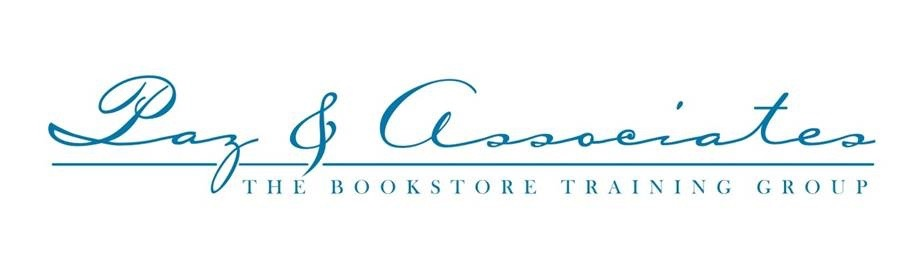 Paz & Associates
THE BOOKSTORE TRAINING GROUP